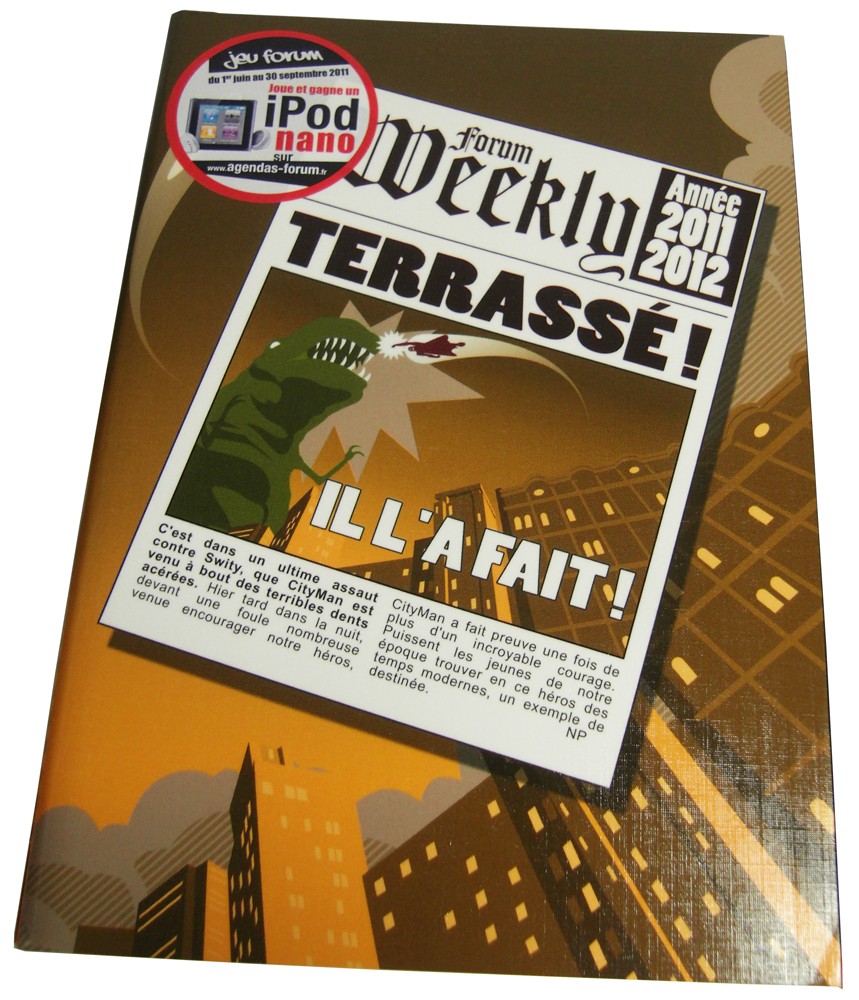 jeu forum
du 1er juin au 30 septembre 2011
Joue et gagne un
iPod
nano
sur
www.agendas-forum.fr
Forum
Weekly
Année
2011
2012
TERRASSÉ !
IL L'A FAIT !
C'est dans un ultime assaut
contre Swity, que CityMan est
venu à bout des terribles dents
acérées. Hier tard dans la nuit,
devant une foule nombreuse
venue encourager notre héros,
CityMan a fait preuve une fois de
plus d'un incroyable courage.
Puissent les jeunes de notre
époque trouver en ce héros des
temps modernes, un exemple de
destinée.
NP